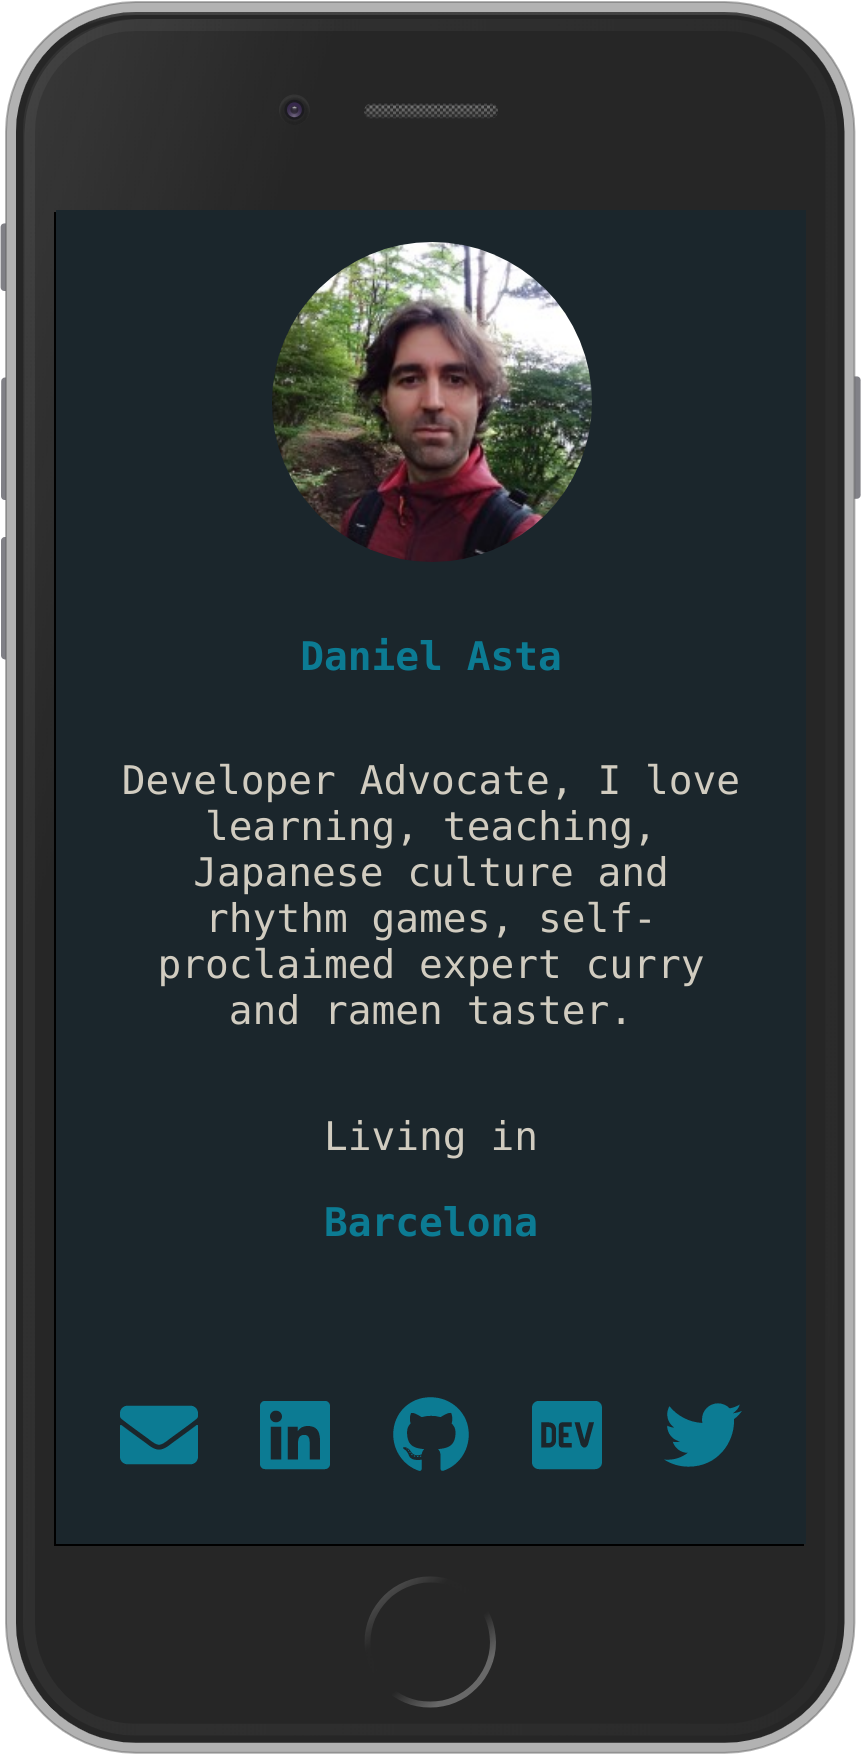 Daniel Asta
Developer Advocate, I love
learning, teaching,
Japanese culture and
rhythm games, self-
proclaimed expert curry
and ramen taster.
Living in
Barcelona
in
DEV